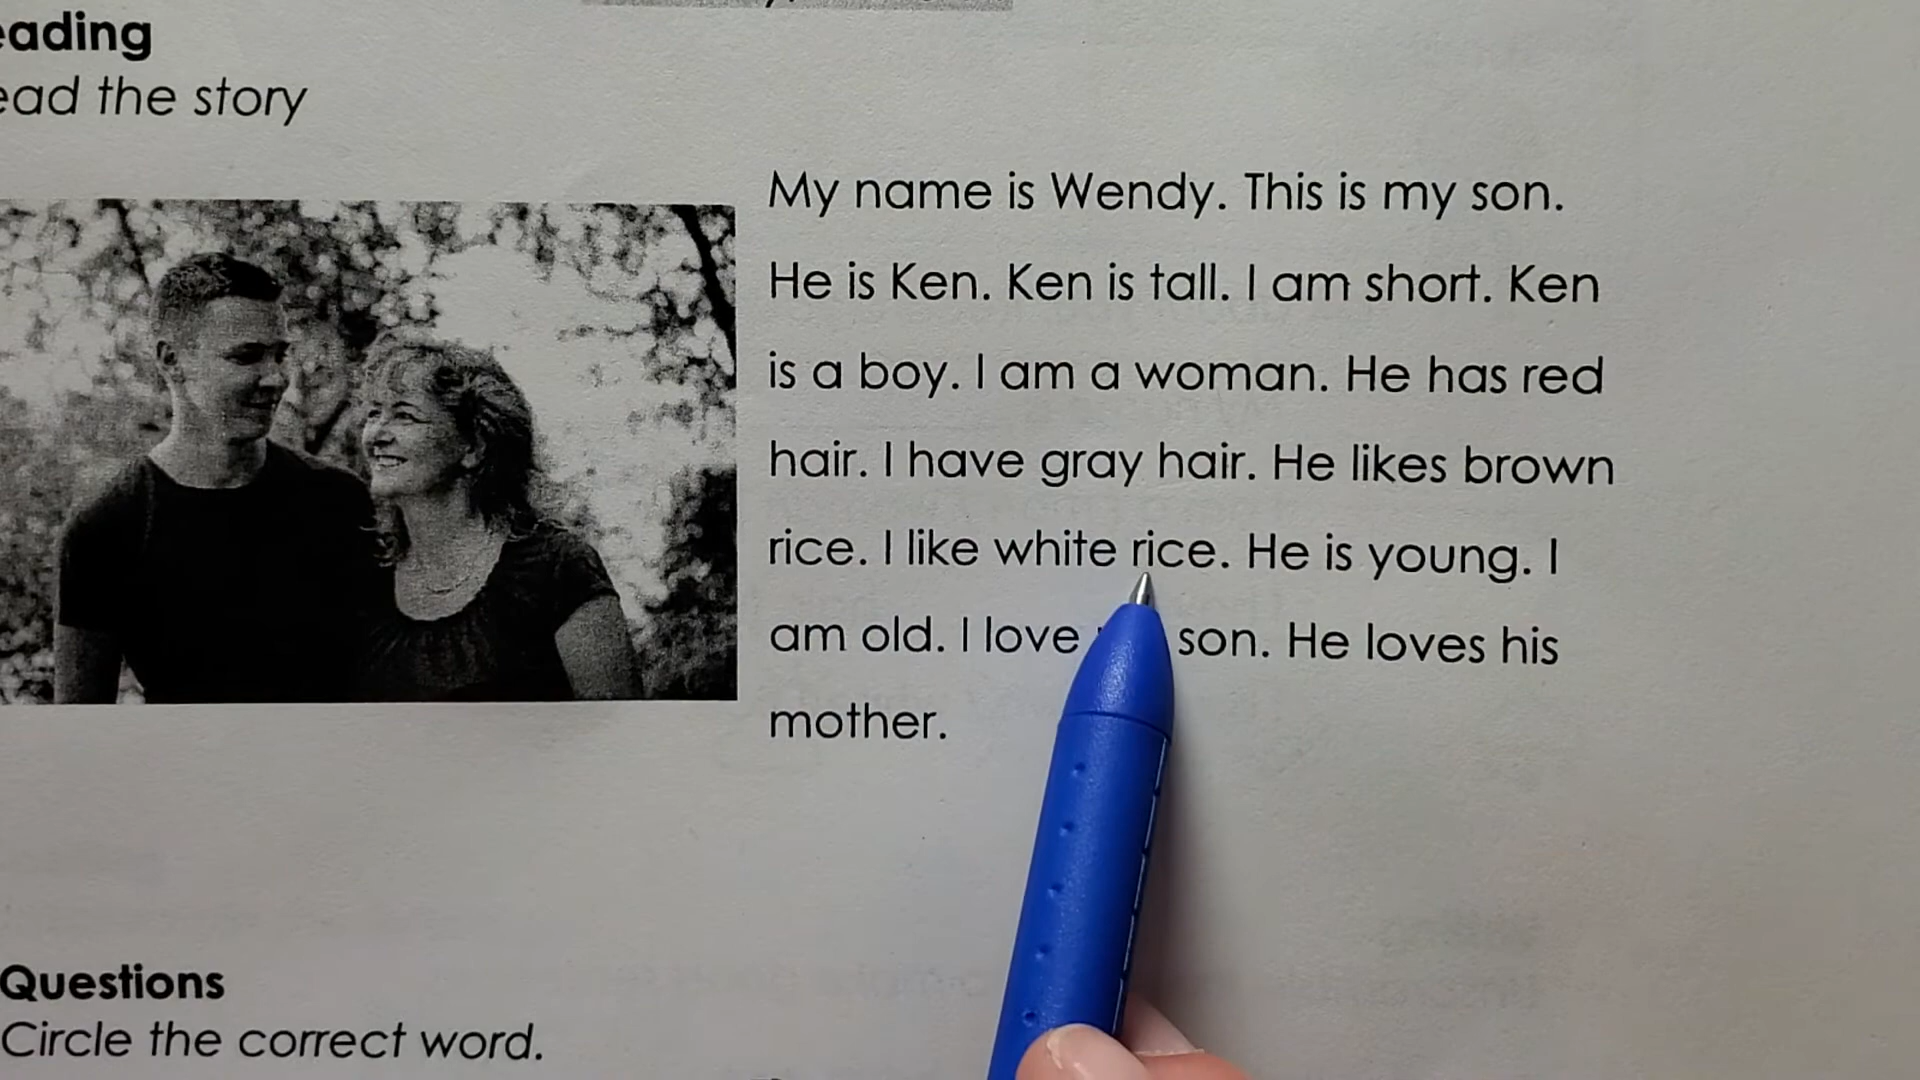 eading
ead the story
My name is Wendy. This is my son.
He is Ken. Ken is tall. I am short. Ken
is a boy. I am a woman. He has red
hair. I have gray hair. He likes brown
rice. I like white rice. He is young. I
am old. I love son. He loves his
mother.
Questions
Circle the correct word.